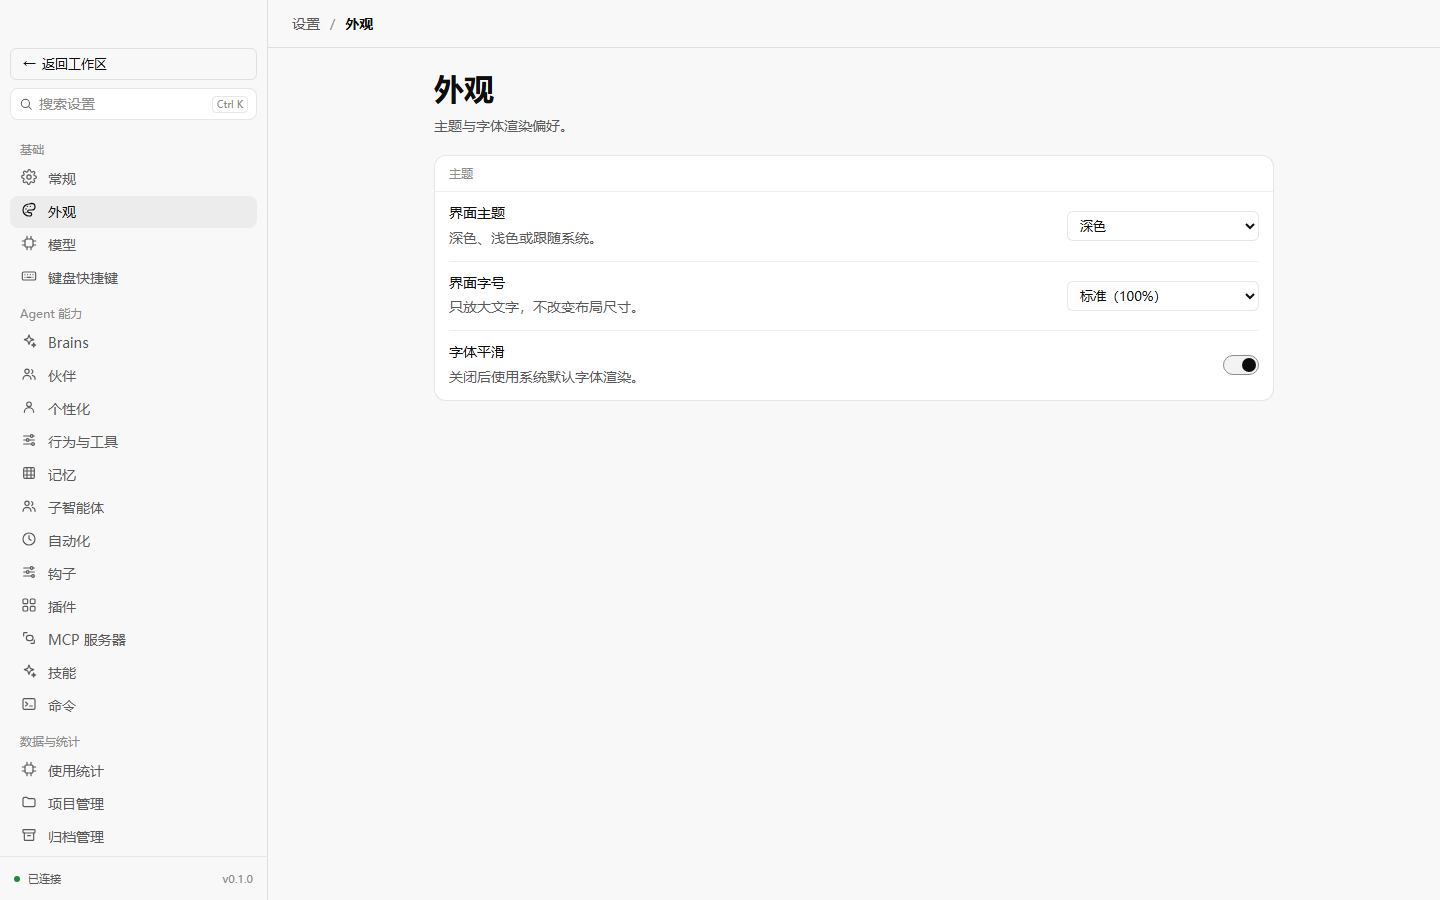 ← 返回工作区
搜索设置 Ctrl K
基础
常规
外观
模型
键盘快捷键
Agent 能力
Brains
伙伴
个性化
行为与工具
记忆
子智能体
自动化
钩子
插件
MCP 服务器
技能
命令
数据与统计
使用统计
项目管理
归档管理
已连接 v0.1.0
设置 / 外观
外观
主题与字体渲染偏好。
主题
界面主题
深色、浅色或跟随系统。
深色
界面字号
只放大文字，不改变布局尺寸。
标准（100%）
字体平滑
关闭后使用系统默认字体渲染。